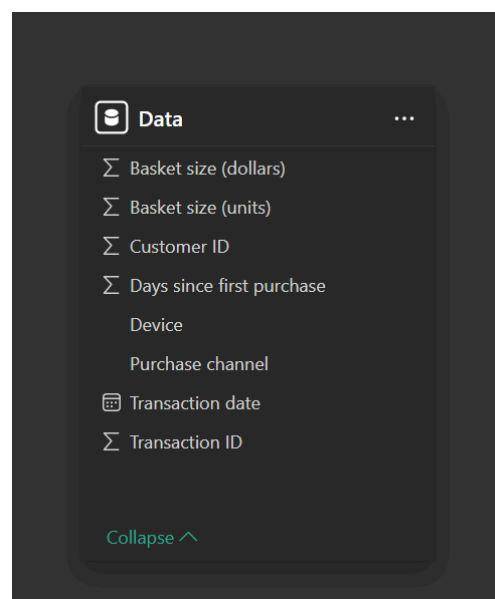 Data
Basket size (dollars)
Basket size (units)
Customer ID
Days since first purchase
Device
Purchase channel
Transaction date
Transaction ID
Collapse